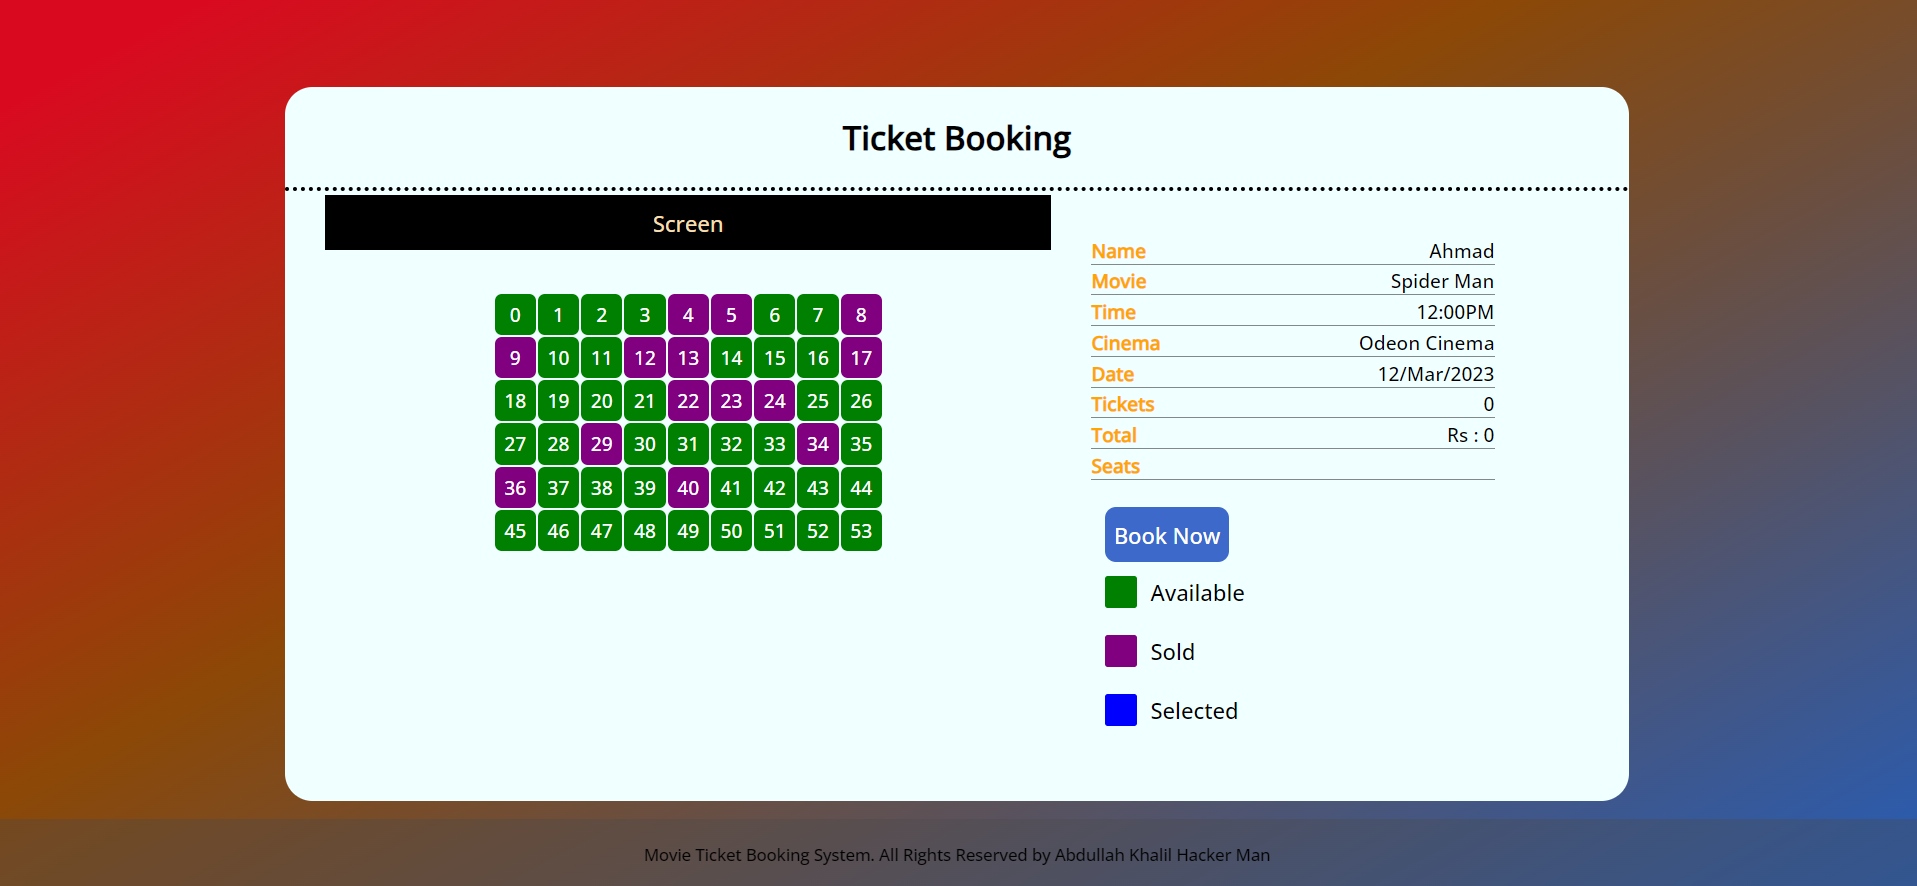 Ticket Booking
Screen
0 1 2 3 4 5 6 7 8
9 10 11 12 13 14 15 16 17
18 19 20 21 22 23 24 25 26
27 28 29 30 31 32 33 34 35
36 37 38 39 40 41 42 43 44
45 46 47 48 49 50 51 52 53
Name Ahmad
Movie Spider Man
Time 12:00PM
Cinema Odeon Cinema
Date 12/Mar/2023
Tickets 0
Total Rs : 0
Seats
Book Now
Available
Sold
Selected
Movie Ticket Booking System. All Rights Reserved by Abdullah Khalil Hacker Man